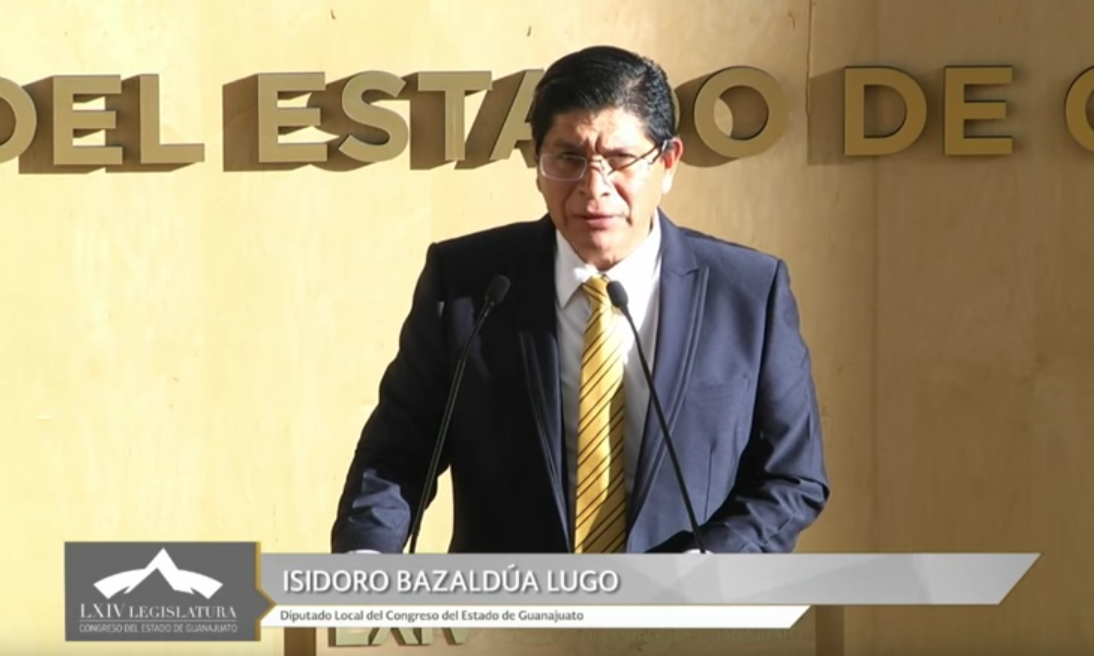 DEL ESTADO DE
LXIV LEGISLATURA
CONGRESO DEL ESTADO DE GUANAJUATO
ISIDORO BAZALDÚA LUGO
Diputado Local del Congreso del Estado de Guanajuato
LXIV